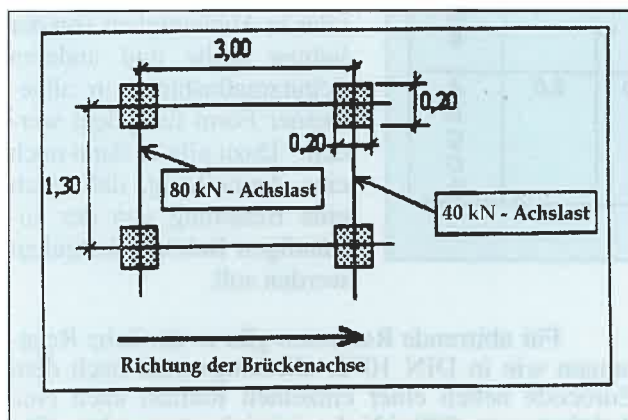 3,00
0,20
0,20
1,30
80 kN - Achslast
40 kN - Achslast
Richtung der Brückenachse